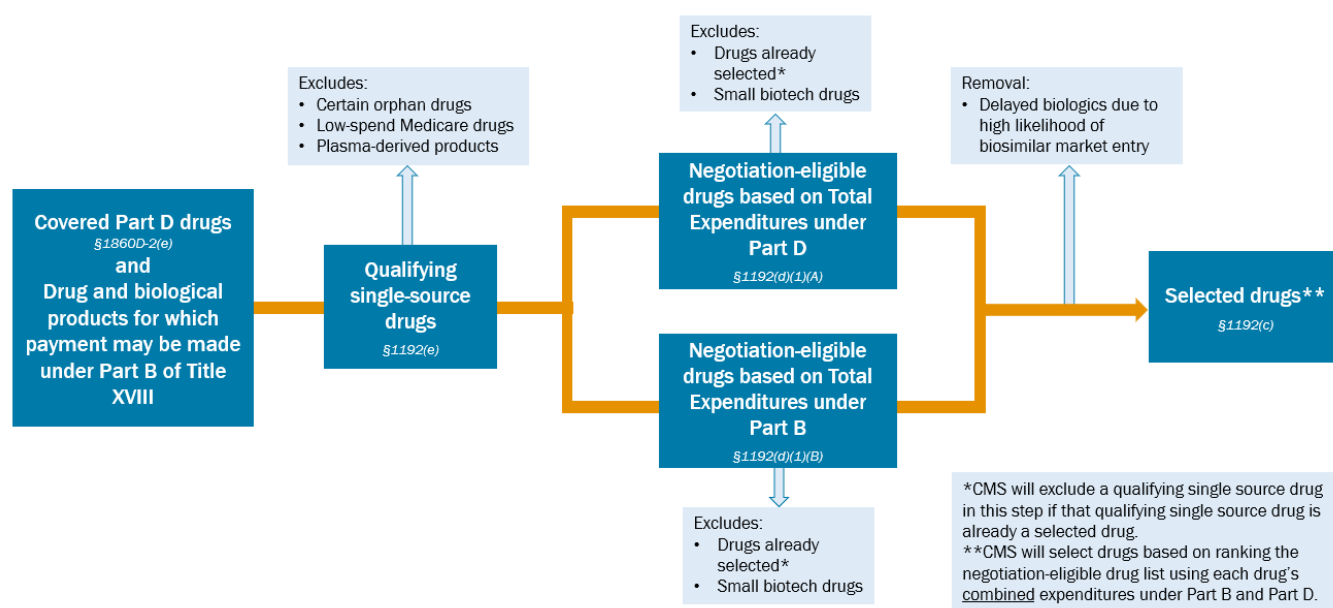 Covered Part D drugs
§1860D-2(e)
and
Drug and biological
products for which
payment may be made
under Part B of Title
XVIII
Excludes:
• Certain orphan drugs
• Low-spend Medicare drugs
• Plasma-derived products
Qualifying
single-source
drugs
§1192(e)
Excludes:
• Drugs already
selected*
• Small biotech drugs
Negotiation-eligible
drugs based on Total
Expenditures under
Part D
§1192(d)(1)(A)
Negotiation-eligible
drugs based on Total
Expenditures under
Part B
§1192(d)(1)(B)
Excludes:
• Drugs already
selected*
• Small biotech drugs
Removal:
• Delayed biologics due to
high likelihood of
biosimilar market entry
Selected drugs**
§1192(c)
*CMS will exclude a qualifying single source drug
in this step if that qualifying single source drug is
already a selected drug.
**CMS will select drugs based on ranking the
negotiation-eligible drug list using each drug's
combined expenditures under Part B and Part D.